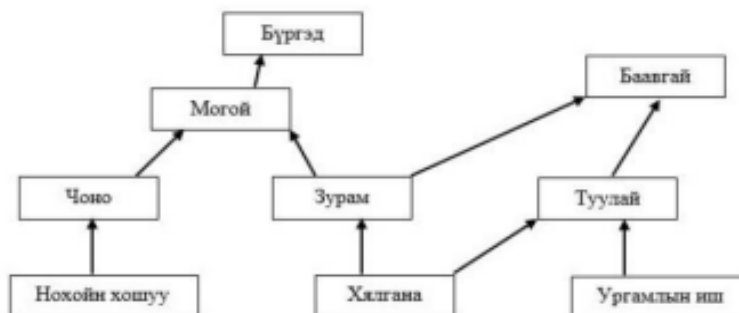 Бүргэд
Баавгай
Могой
Чоно
Зурам
Туулай
Нохойн хошуу
Хялгана
Ургамлын иш